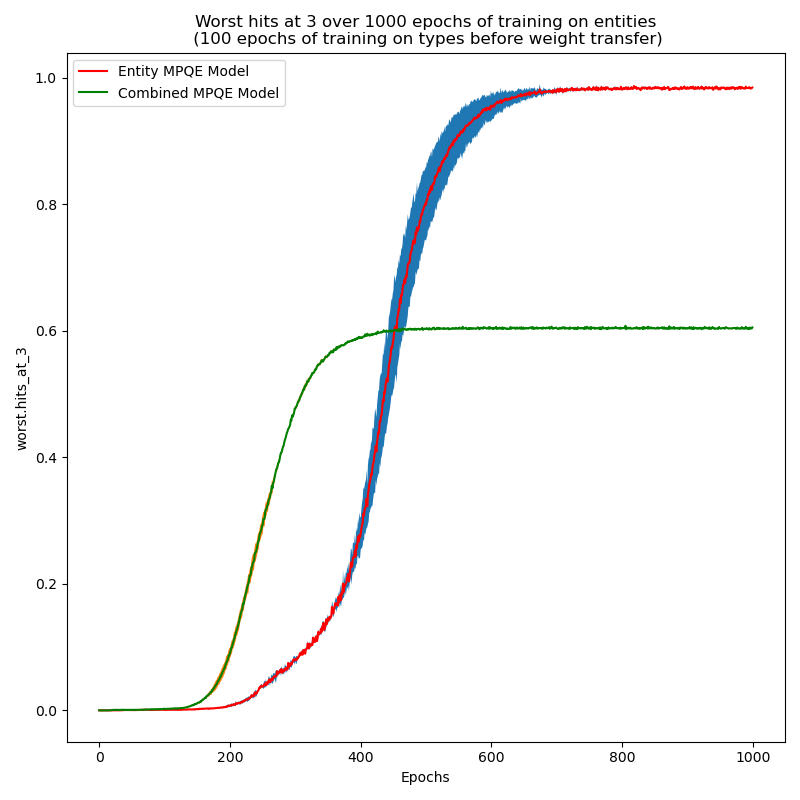 Worst hits at 3 over 1000 epochs of training on entities
(100 epochs of training on types before weight transfer)
Entity MPQE Model
Combined MPQE Model
worst.hits_at_3
1.0
0.8
0.6
0.4
0.2
0.0
0 200 400 600 800 1000
Epochs